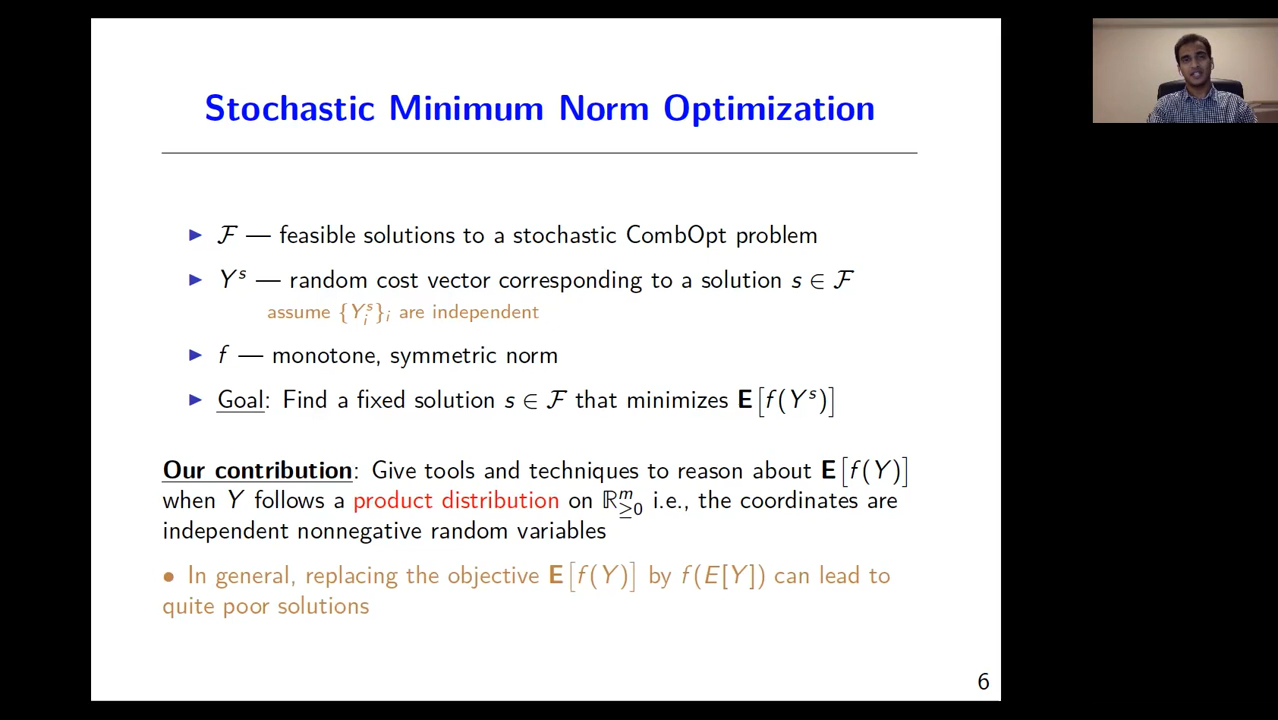 Stochastic Minimum Norm Optimization
▶ ℱ — feasible solutions to a stochastic CombOpt problem
▶ Yˢ — random cost vector corresponding to a solution s ∈ ℱ
assume {Yᵢˢ}ᵢ are independent
▶ f — monotone, symmetric norm
▶ Goal: Find a fixed solution s ∈ ℱ that minimizes E[f(Yˢ)]
Our contribution: Give tools and techniques to reason about E[f(Y)]
when Y follows a product distribution on ℝ^m_≥0 i.e., the coordinates are
independent nonnegative random variables
• In general, replacing the objective E[f(Y)] by f(E[Y]) can lead to
quite poor solutions
6